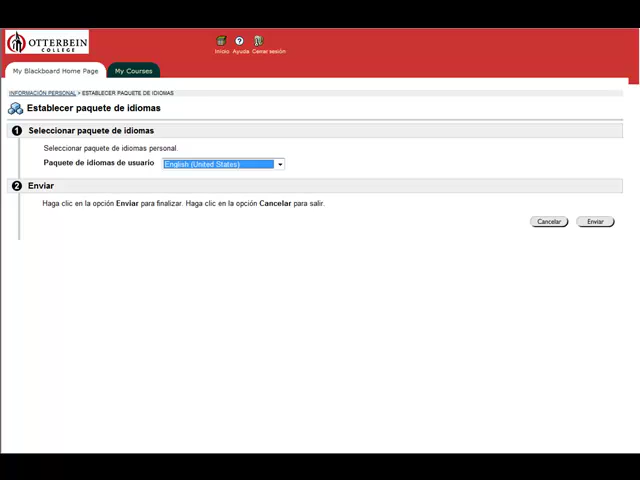 OTTERBEIN
COLLEGE
Inicio Ayuda Cerrar sesión
My Blackboard Home Page My Courses
INFORMACIÓN PERSONAL > ESTABLECER PAQUETE DE IDIOMAS
Establecer paquete de idiomas
1 Seleccionar paquete de idiomas
Seleccionar paquete de idiomas personal.
Paquete de idiomas de usuario English (United States)
2 Enviar
Haga clic en la opción Enviar para finalizar. Haga clic en la opción Cancelar para salir.
Cancelar Enviar